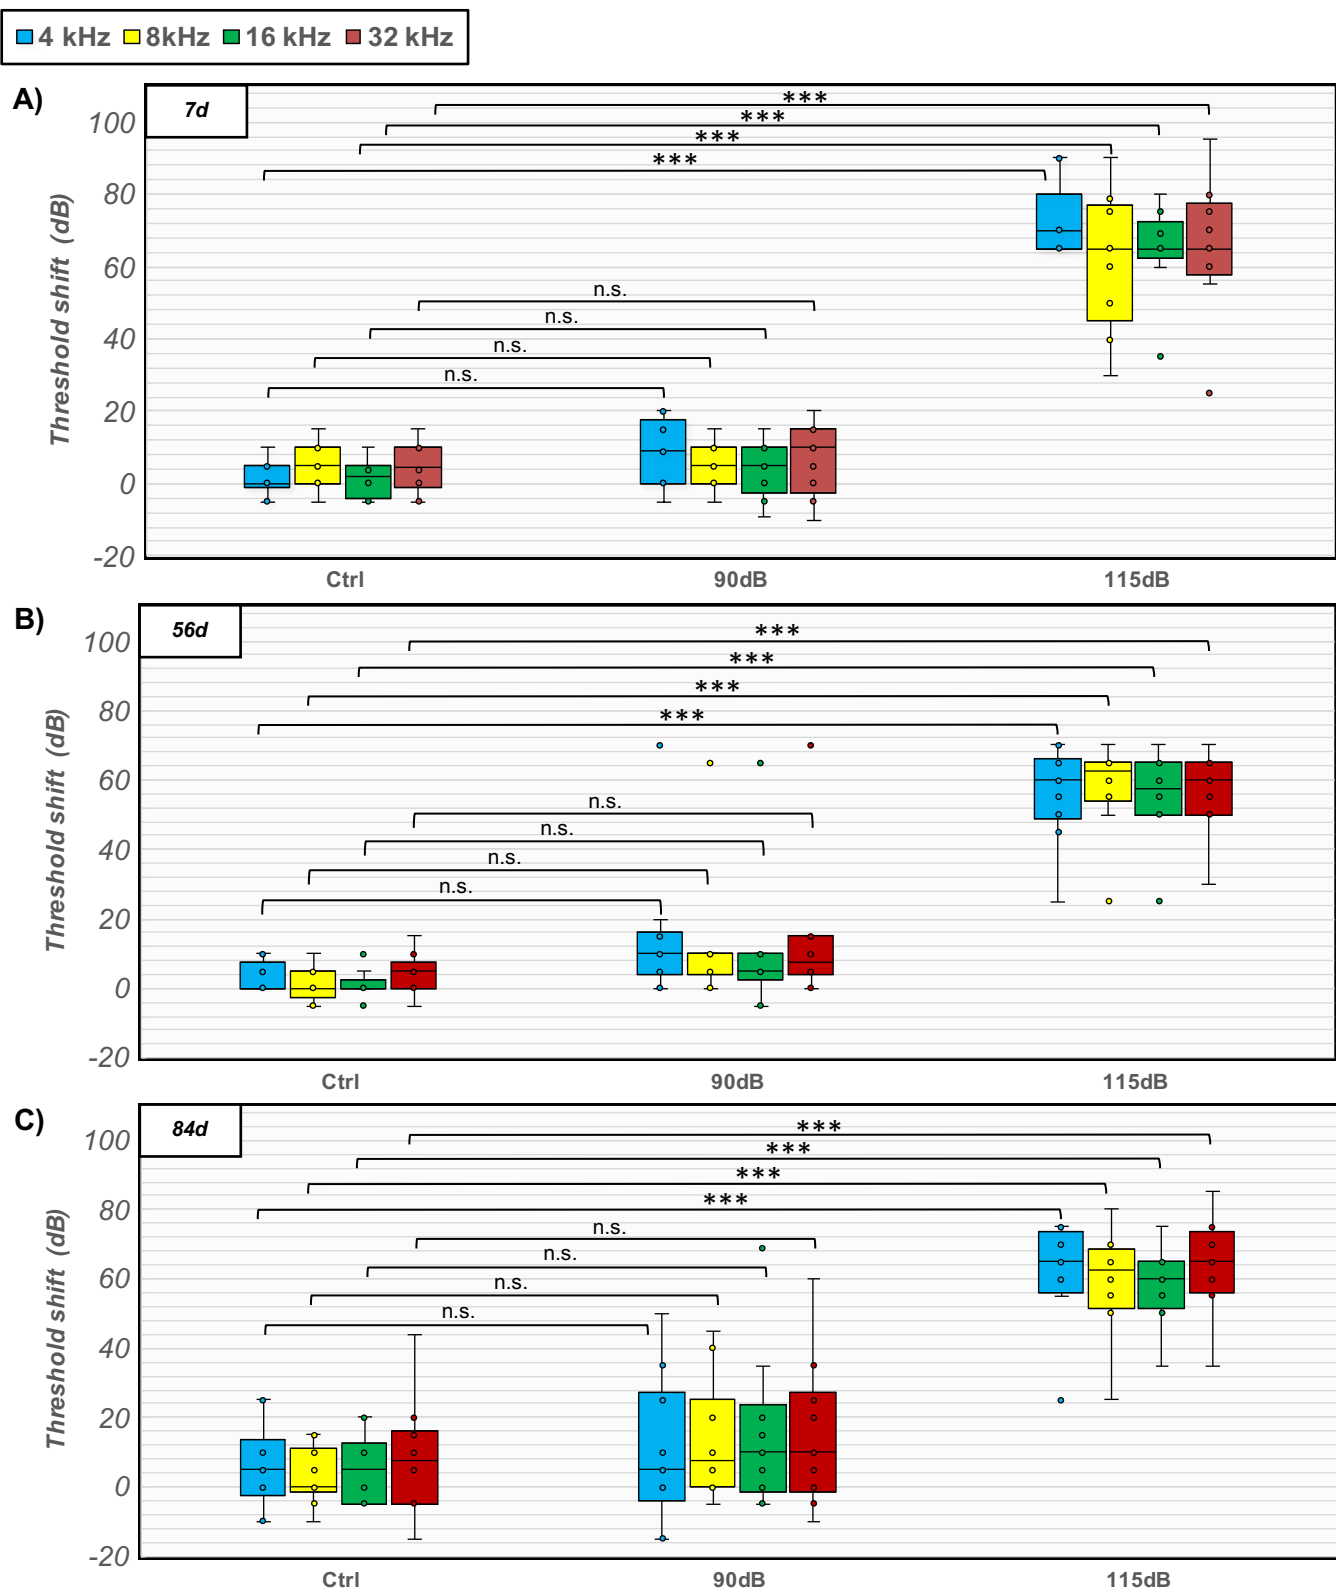 4 kHz 8kHz 16 kHz 32 kHz
A)
7d
Threshold shift (dB)
100
80
60
40
20
0
-20
***
***
***
***
n.s.
n.s.
n.s.
n.s.
Ctrl 90dB 115dB
B)
56d
Threshold shift (dB)
100
80
60
40
20
0
-20
***
***
***
***
n.s.
n.s.
n.s.
n.s.
Ctrl 90dB 115dB
C)
84d
Threshold shift (dB)
100
80
60
40
20
0
-20
***
***
***
***
n.s.
n.s.
n.s.
n.s.
Ctrl 90dB 115dB